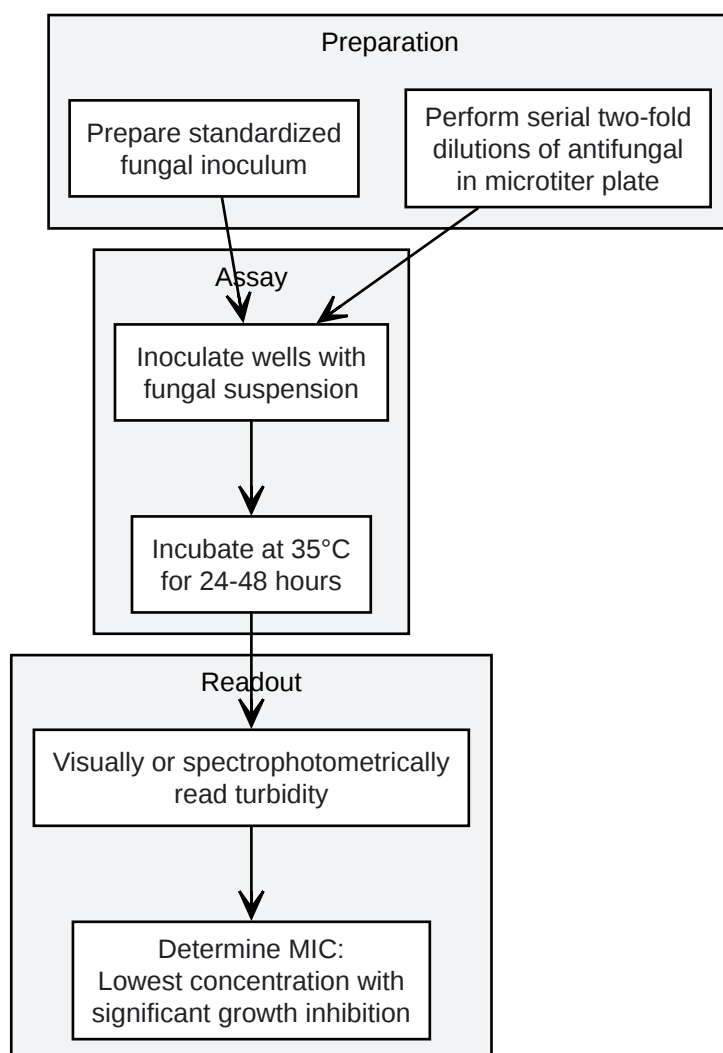 Preparation
Prepare standardized
fungal inoculum
Perform serial two-fold
dilutions of antifungal
in microtiter plate
Assay
Inoculate wells with
fungal suspension
Incubate at 35°C
for 24-48 hours
Readout
Visually or spectrophotometrically
read turbidity
Determine MIC:
Lowest concentration with
significant growth inhibition